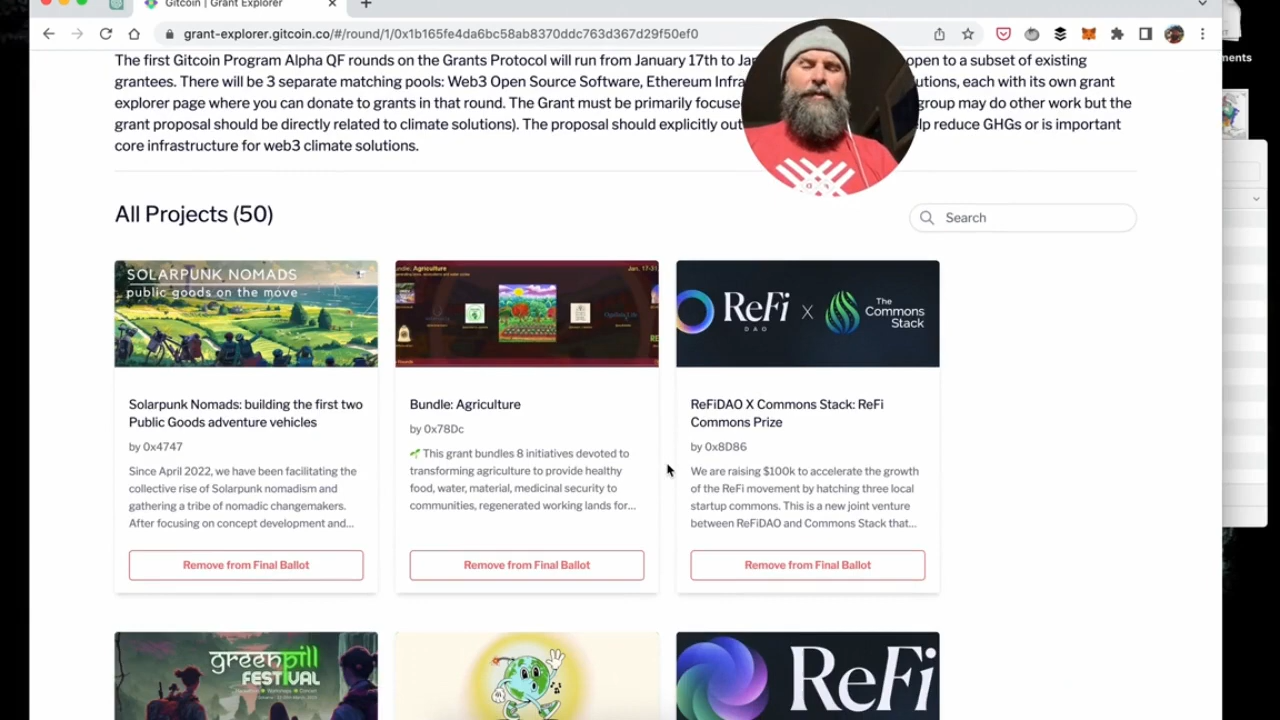 Gitcoin | Grant Explorer
grant-explorer.gitcoin.co/#/round/1/0x1b165fe4da6bc58ab8370ddc763d367d29f50ef0
The first Gitcoin Program Alpha QF rounds on the Grants Protocol will run from January 17th to open to a subset of existing
grantees. There will be 3 separate matching pools: Web3 Open Source Software, Ethereum each with its own grant
explorer page where you can donate to grants in that round. The Grant must be primarily group may do other work but the
grant proposal should be directly related to climate solutions). The proposal should explicitly reduce GHGs or is important
core infrastructure for web3 climate solutions.
All Projects (50)
Search
SOLARPUNK NOMADS
public goods on the move
Bundle: Agriculture
Jan. 17-31
ReFi
DAO
X
The
Commons
Stack
Solarpunk Nomads: building the first two
Public Goods adventure vehicles
by 0x4747
Since April 2022, we have been facilitating the
collective rise of Solarpunk nomadism and
gathering a tribe of nomadic changemakers.
After focusing on concept development and...
Remove from Final Ballot
Bundle: Agriculture
by 0x78Dc
This grant bundles 8 initiatives devoted to
transforming agriculture to provide healthy
food, water, material, medicinal security to
communities, regenerated working lands for...
Remove from Final Ballot
ReFiDAO X Commons Stack: ReFi
Commons Prize
by 0x8D86
We are raising $100k to accelerate the growth
of the ReFi movement by hatching three local
startup commons. This is a new joint venture
between ReFiDAO and Commons Stack that...
Remove from Final Ballot
greenpill
FESTIVAL
ReFi